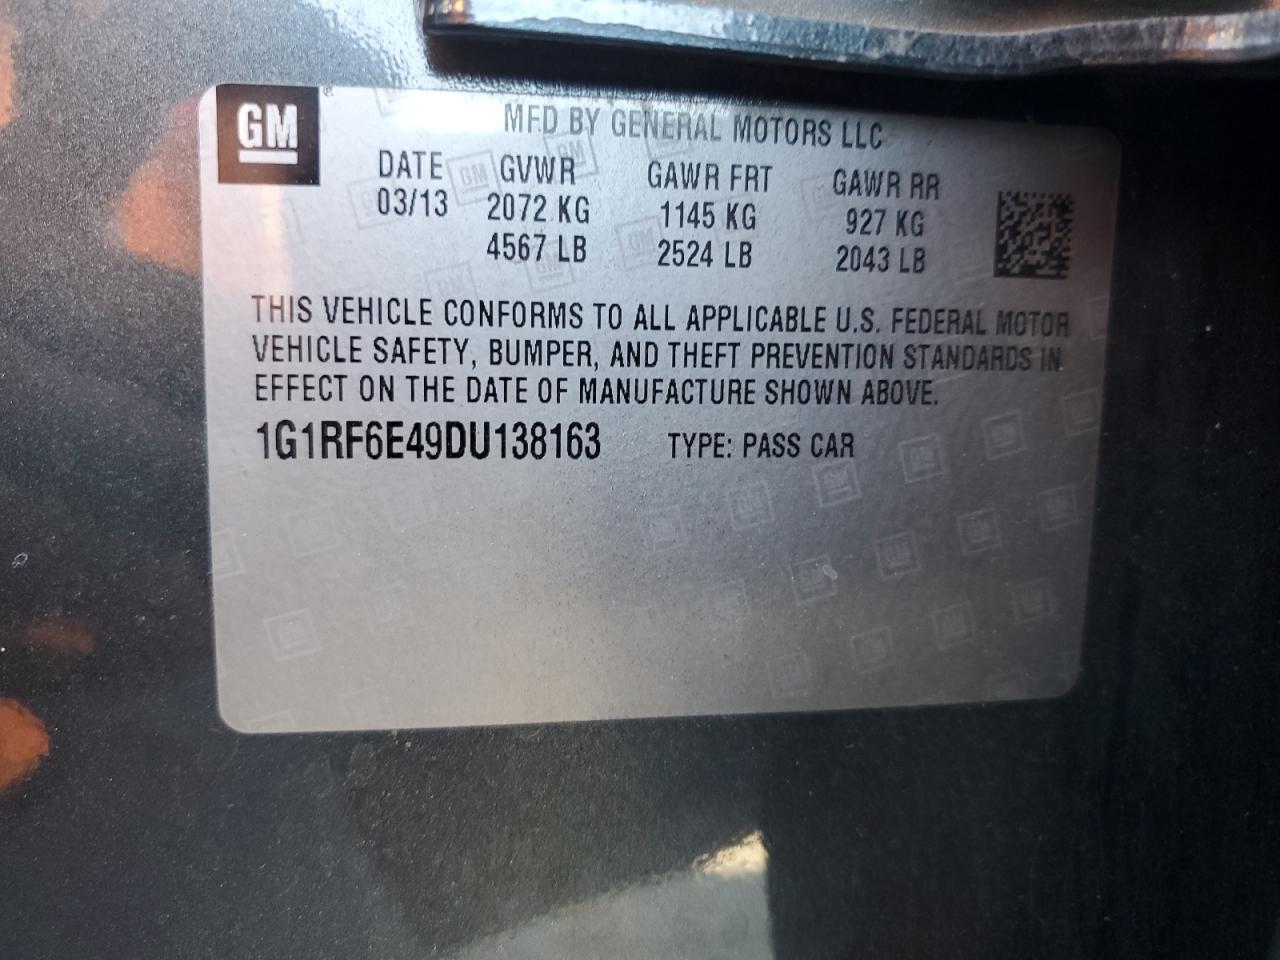 GM
MFD BY GENERAL MOTORS LLC
DATE GVWR GAWR FRT GAWR RR
03/13 2072 KG 1145 KG 927 KG
4567 LB 2524 LB 2043 LB
THIS VEHICLE CONFORMS TO ALL APPLICABLE U.S. FEDERAL MOTOR
VEHICLE SAFETY, BUMPER, AND THEFT PREVENTION STANDARDS IN
EFFECT ON THE DATE OF MANUFACTURE SHOWN ABOVE.
1G1RF6E49DU138163 TYPE: PASS CAR